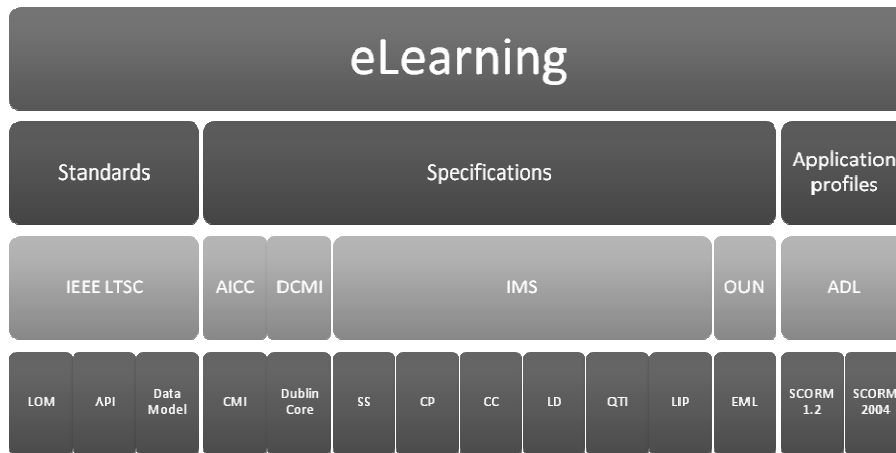 eLearning
Standards
Specifications
Application
profiles
IEEE LTSC
AICC
DCMI
IMS
OUN
ADL
LOM
API
Data
Model
CMI
Dublin
Core
SS
CP
CC
LD
QTI
LIP
EML
SCORM
1.2
SCORM
2004